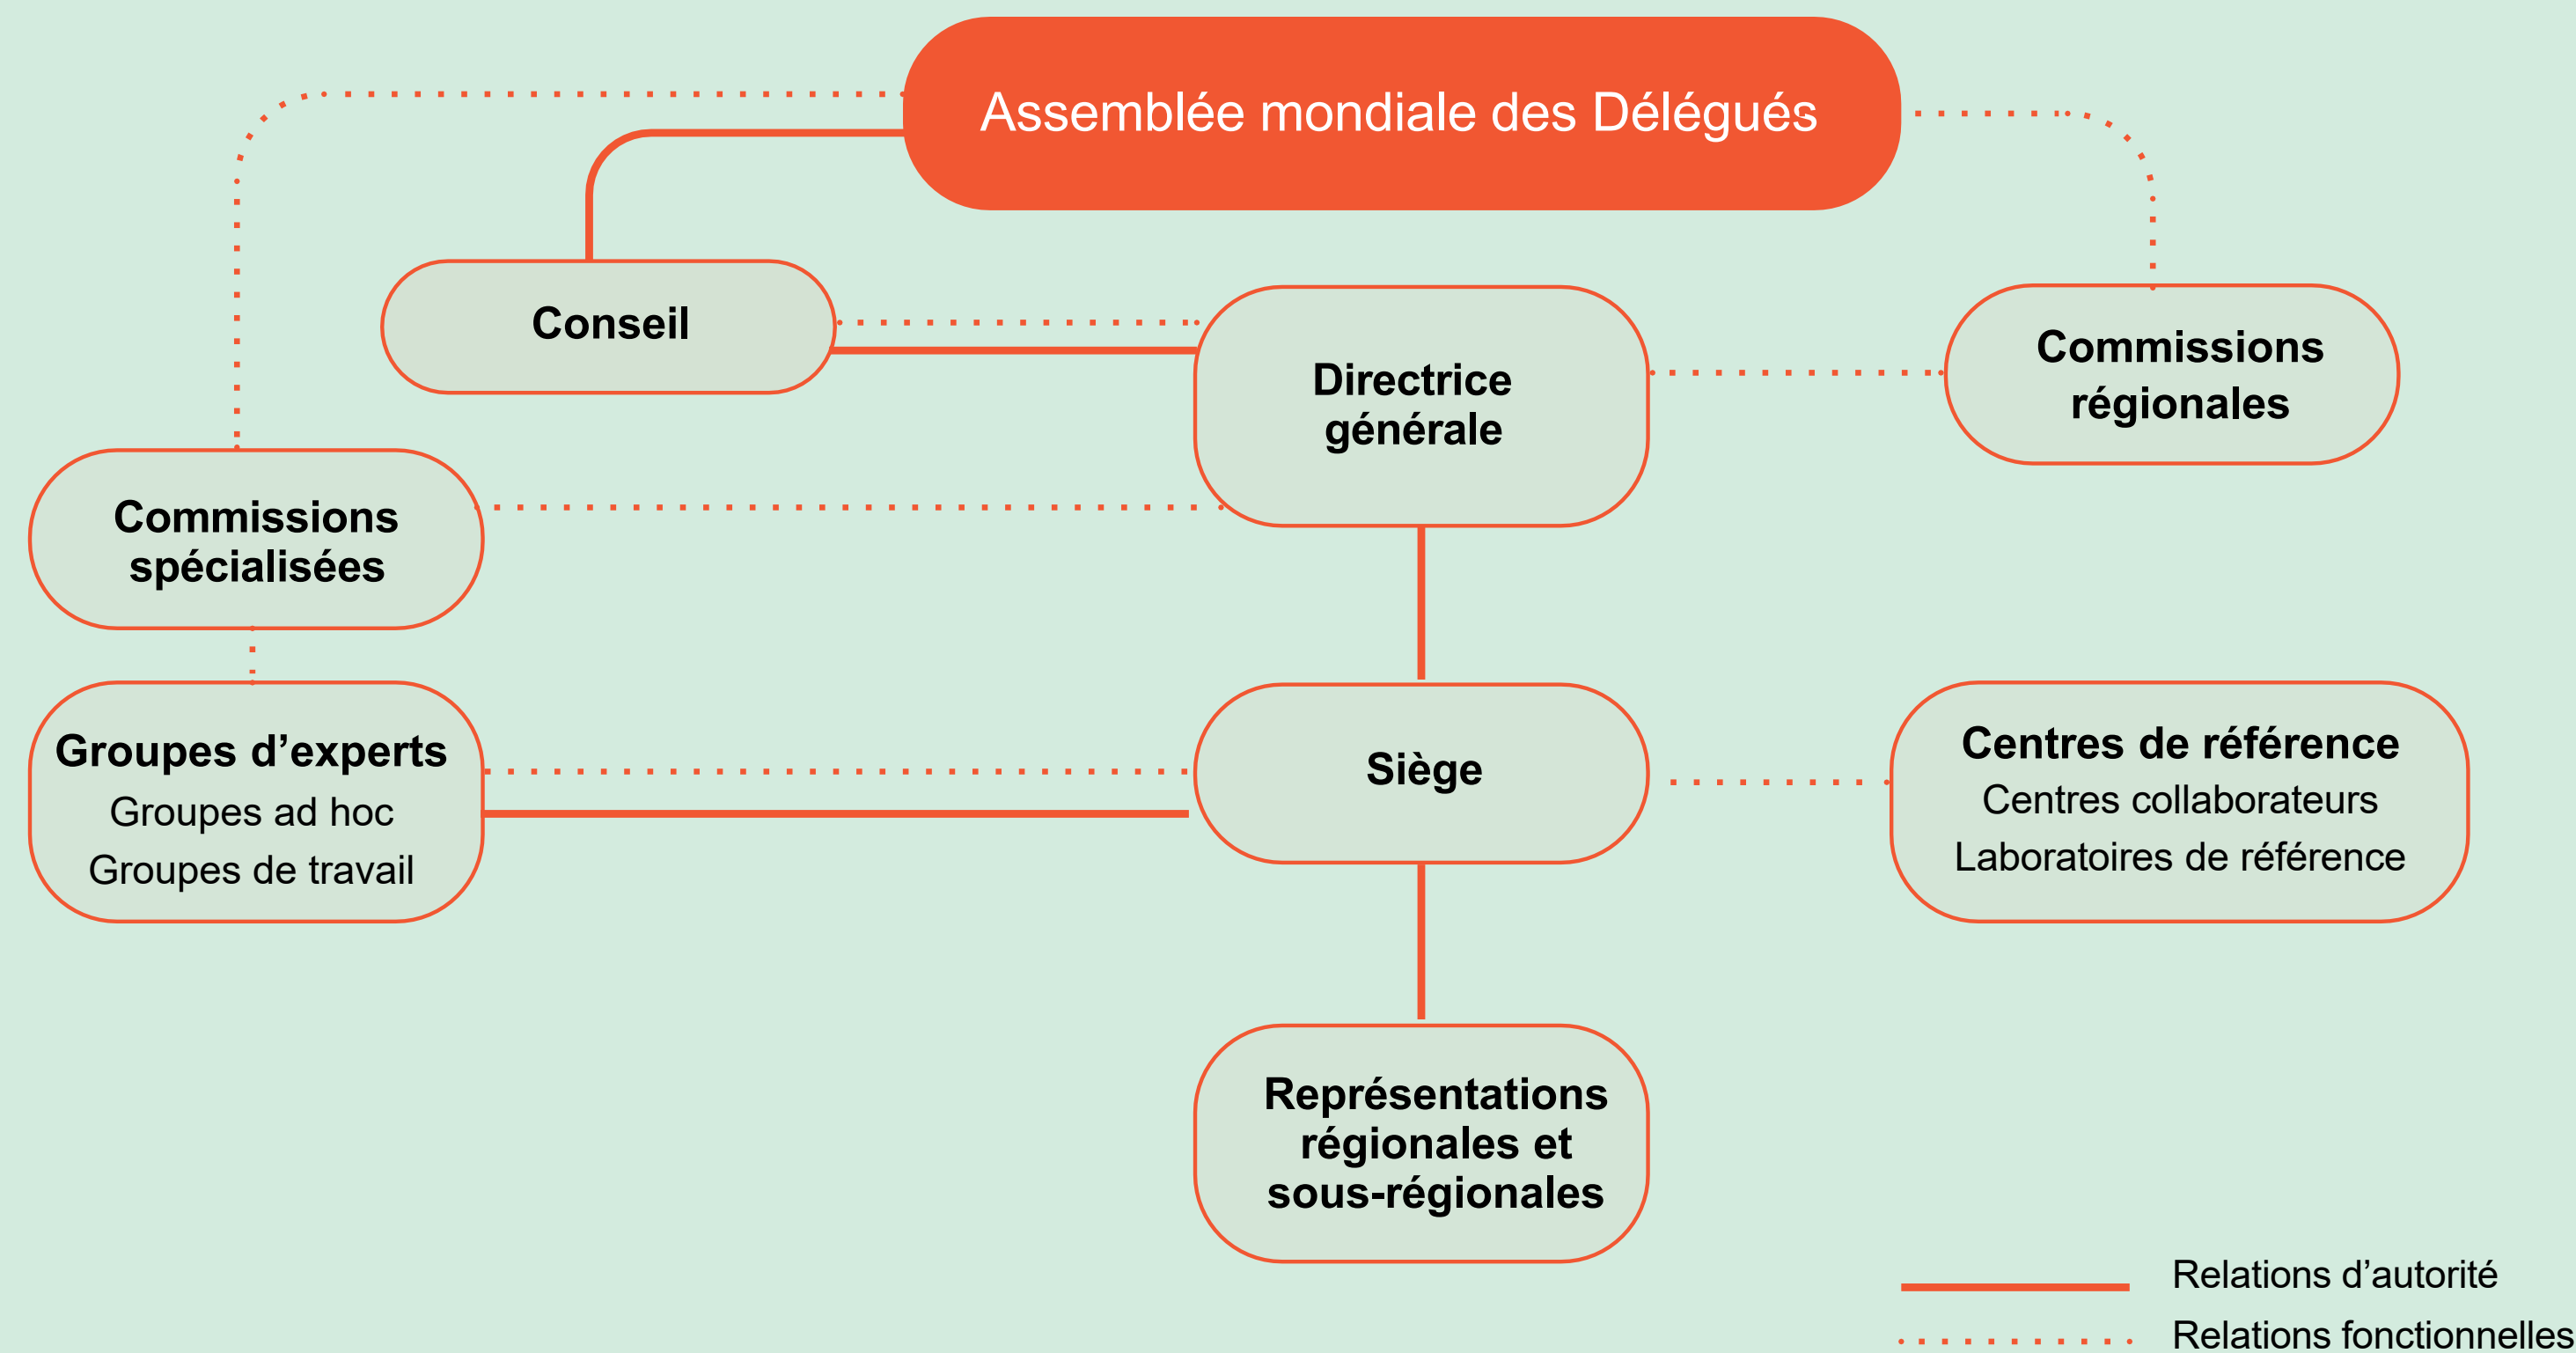 Assemblée mondiale des Délégués
Conseil
Directrice
générale
Commissions
régionales
Commissions
spécialisées
Groupes d’experts
Groupes ad hoc
Groupes de travail
Siège
Centres de référence
Centres collaborateurs
Laboratoires de référence
Représentations
régionales et
sous-régionales
Relations d’autorité
Relations fonctionnelles